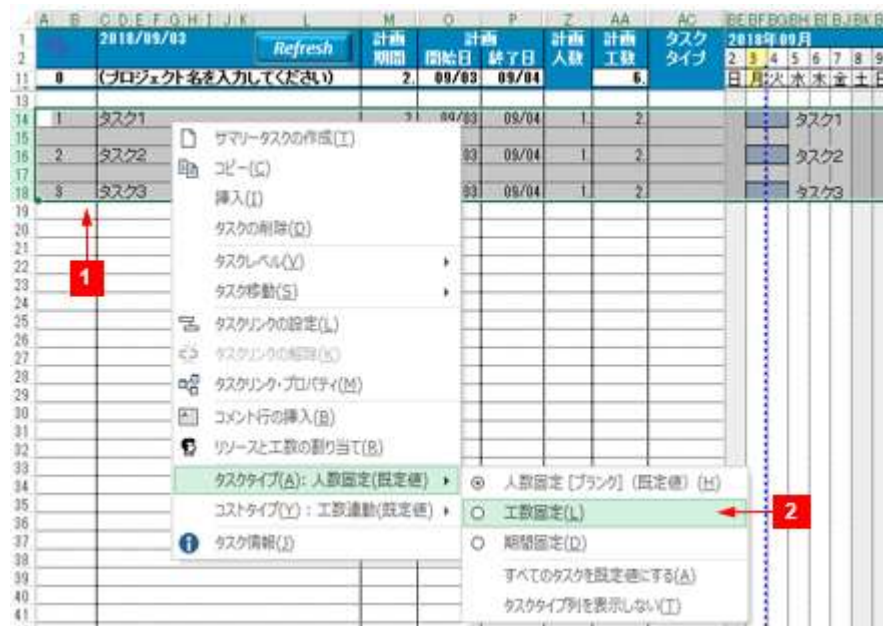 A B C D E F G H I J K L M O P Z AA AC BE BF BG BH BI BJ BK
1 2018/09/03 Refresh 計画 計画 計画 計画 タスク 2018年09月
2 期間 開始日 終了日 人数 工数 タイプ 2 3 4 5 6 7 8 9
11 0 (プロジェクト名を入力してください) 2. 09/03 09/04 6. 日 月 火 水 木 金 土 日
13
14 1 タスク1 2. 09/03 09/04 1. 2. タスク1
15
16 2 タスク2 03 09/04 1. 2. タスク2
17
18 3 タスク3 03 09/04 1. 2. タスク3
19
20
21
22
23
24
25
26
27
28
29
30
31
32
33
34
35
36
37
38
39
40
41
サマリータスクの作成(T)
コピー(C)
挿入(I)
タスクの削除(D)
タスクレベル(V)
タスク移動(S)
タスクリンクの設定(L)
タスクリンクの解除(K)
タスクリンク・プロパティ(M)
コメント行の挿入(B)
リソースと工数の割り当て(R)
タスクタイプ(A): 人数固定(既定値)
コストタイプ(Y) : 工数連動(既定値)
タスク情報(J)
人数固定 [ブランク] (既定値) (H)
工数固定(L)
期間固定(D)
すべてのタスクを既定値にする(A)
タスクタイプ列を表示しない(T)
1
2